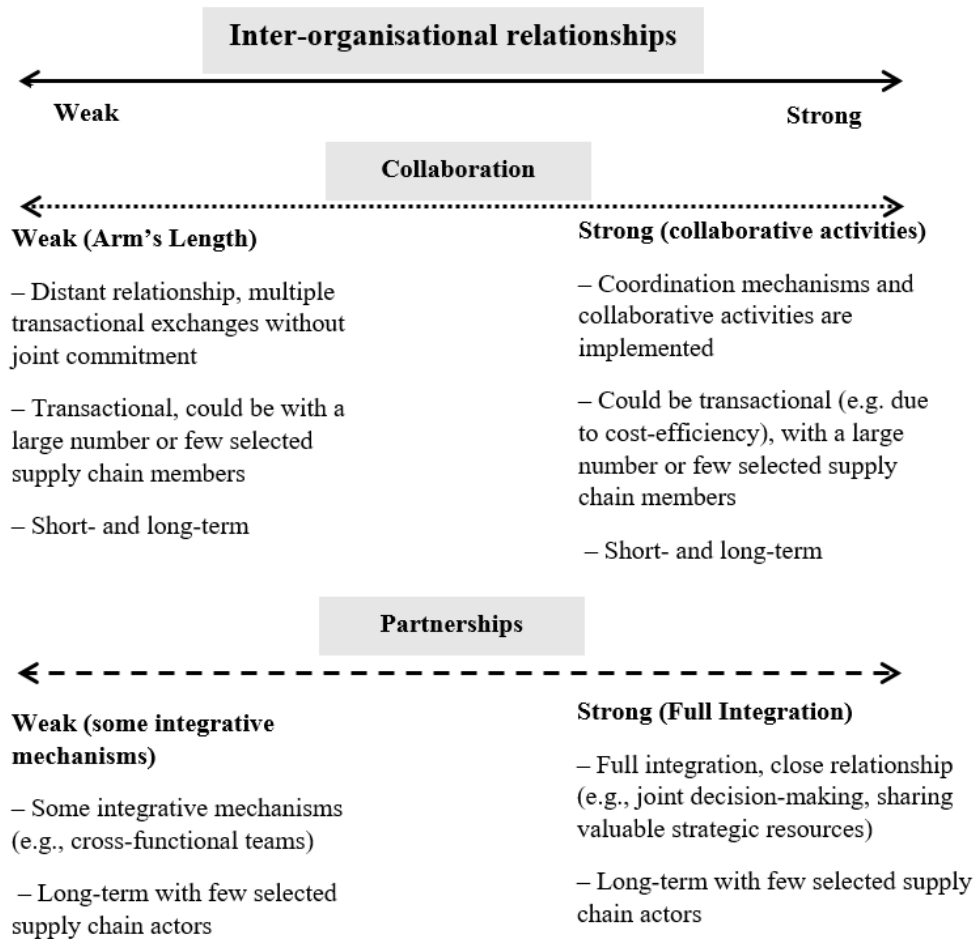 Inter-organisational relationships
Weak
Strong
Collaboration
Weak (Arm's Length)
– Distant relationship, multiple
transactional exchanges without
joint commitment
– Transactional, could be with a
large number or few selected
supply chain members
– Short- and long-term
Strong (collaborative activities)
– Coordination mechanisms and
collaborative activities are
implemented
– Could be transactional (e.g. due
to cost-efficiency), with a large
number or few selected supply
chain members
– Short- and long-term
Partnerships
Weak (some integrative
mechanisms)
– Some integrative mechanisms
(e.g., cross-functional teams)
– Long-term with few selected
supply chain actors
Strong (Full Integration)
– Full integration, close relationship
(e.g., joint decision-making, sharing
valuable strategic resources)
– Long-term with few selected supply
chain actors